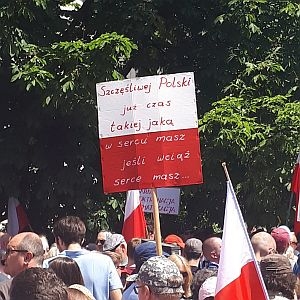 Szczęśliwej Polski
już czas
takiej jaką
w sercu masz
jeśli wciąż
serce masz...